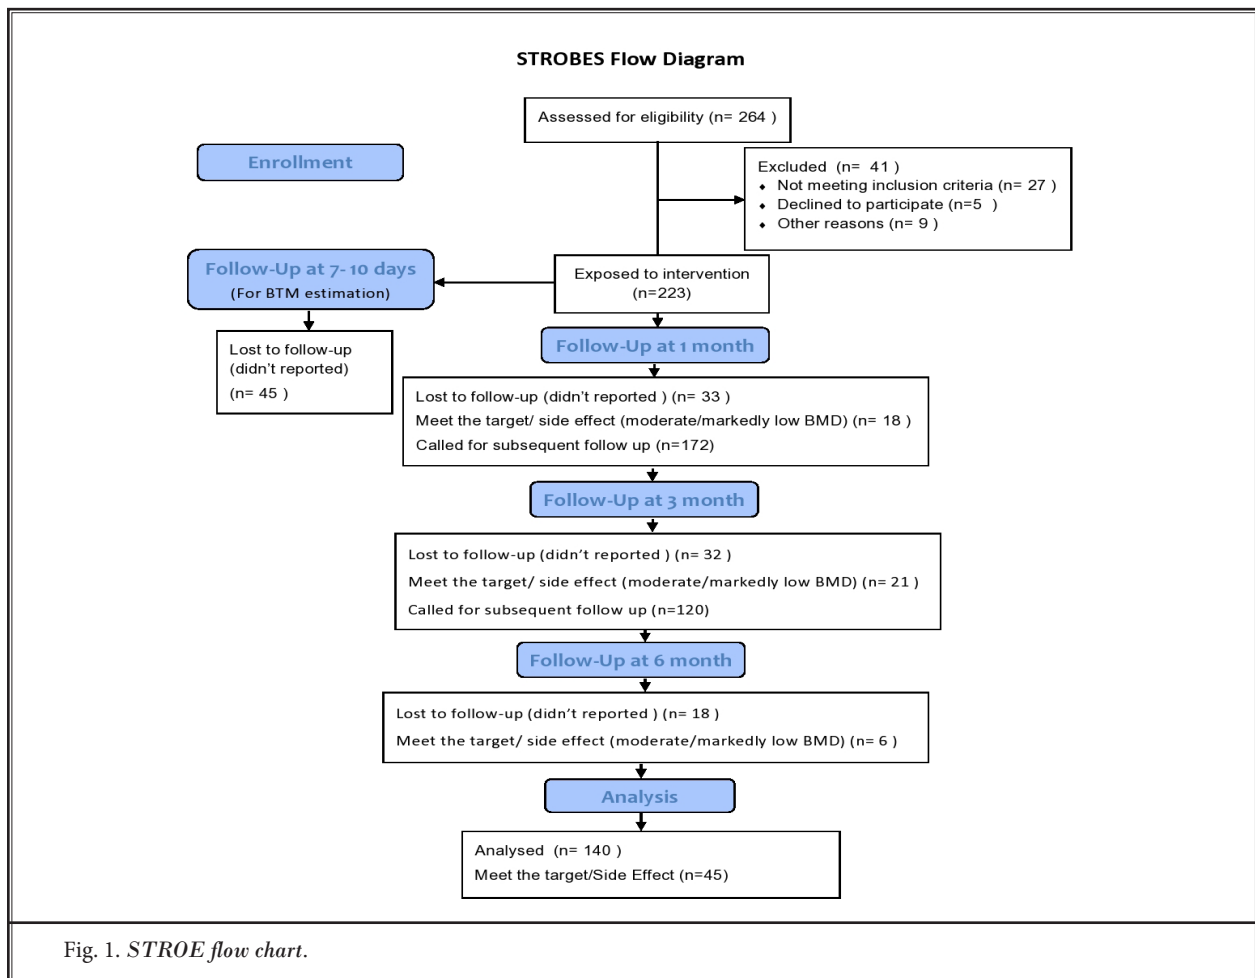 STROBES Flow Diagram
Assessed for eligibility (n= 264 )
Enrollment
Excluded (n= 41 )
⬥ Not meeting inclusion criteria (n= 27 )
⬥ Declined to participate (n=5 )
⬥ Other reasons (n= 9 )
Follow-Up at 7- 10 days
(For BTM estimation)
Exposed to intervention
(n=223)
Lost to follow-up
(didn't reported)
(n= 45 )
Follow-Up at 1 month
Lost to follow-up (didn't reported ) (n= 33 )
Meet the target/ side effect (moderate/markedly low BMD) (n= 18 )
Called for subsequent follow up (n=172)
Follow-Up at 3 month
Lost to follow-up (didn't reported ) (n= 32 )
Meet the target/ side effect (moderate/markedly low BMD) (n= 21 )
Called for subsequent follow up (n=120)
Follow-Up at 6 month
Lost to follow-up (didn't reported ) (n= 18 )
Meet the target/ side effect (moderate/markedly low BMD) (n= 6 )
Analysis
Analysed (n= 140 )
Meet the target/Side Effect (n=45)
Fig. 1. STROE flow chart.